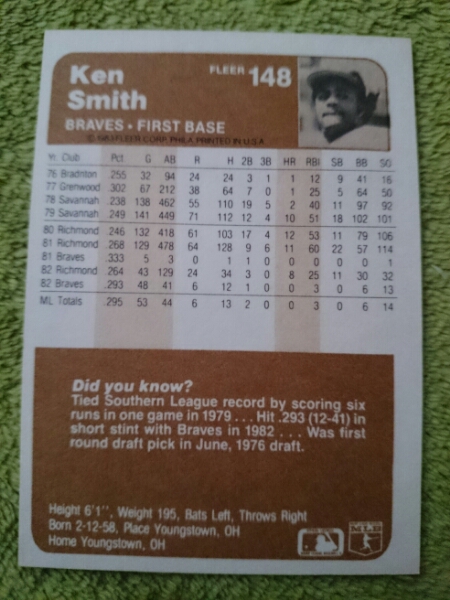 Ken
Smith
FLEER 148
BRAVES • FIRST BASE
© 1983 FLEER CORP. PHILA PRINTED IN U.S.A.
Yr. Club Pct G AB R H 2B 3B HR RBI SB BB SO
76 Bradnton .255 32 94 24 24 3 1 1 12 9 41 16
77 Grenwood .302 67 212 38 64 7 0 1 25 5 64 50
78 Savannah .238 138 462 55 110 19 5 2 40 11 97 92
79 Savannah .249 141 449 71 112 12 4 10 51 18 102 101
80 Richmond .246 132 418 61 103 17 4 12 53 11 79 106
81 Richmond .268 129 478 64 128 9 6 11 60 22 57 114
81 Braves .333 5 3 0 1 1 0 0 0 0 0 1
82 Richmond .264 43 129 24 34 3 0 8 25 11 30 32
82 Braves .293 48 41 6 12 1 0 0 3 0 6 13
ML Totals .295 53 44 6 13 2 0 0 3 0 6 14
Did you know?
Tied Southern League record by scoring six
runs in one game in 1979 . . . Hit .293 (12-41) in
short stint with Braves in 1982 . . . Was first
round draft pick in June, 1976 draft.
Height 6'1'', Weight 195, Bats Left, Throws Right
Born 2-12-58, Place Youngstown, OH
Home Youngstown, OH